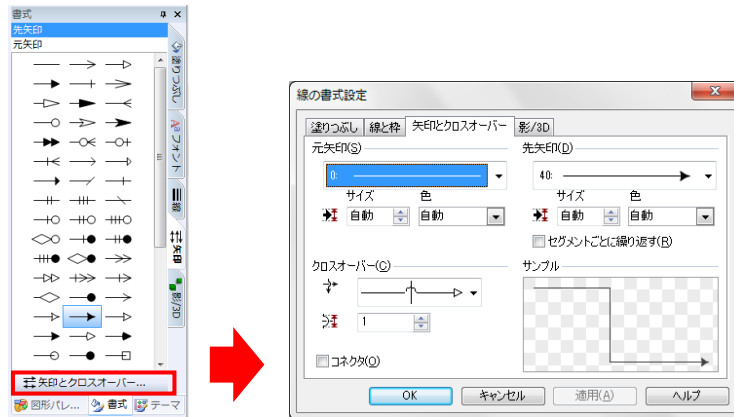 書式
先矢印
元矢印
塗りつぶし
Aa フォント
線
矢印
影/3D
矢印とクロスオーバー...
図形パレ...
書式
テーマ
線の書式設定
塗りつぶし
線と枠
矢印とクロスオーバー
影/3D
元矢印(S)
先矢印(D)
0:
40:
サイズ 色
サイズ 色
自動 自動
自動 自動
セグメントごとに繰り返す(R)
クロスオーバー(C)
サンプル
1
コネクタ(O)
OK
キャンセル
適用(A)
ヘルプ